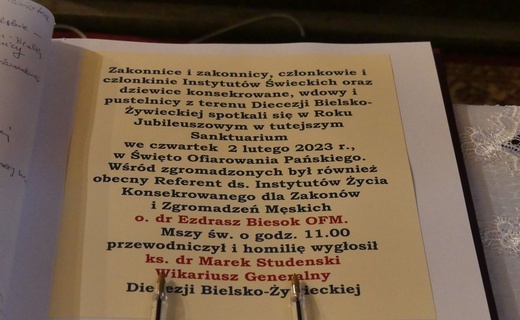 Zakonnice i zakonnicy, członkowie i
członkinie Instytutów Świeckich oraz
dziewice konsekrowane, wdowy i
pustelnicy z terenu Diecezji Bielsko-
Żywieckiej spotkali się w Roku
Jubileuszowym w tutejszym
Sanktuarium
we czwartek 2 lutego 2023 r.,
w Święto Ofiarowania Pańskiego.
Wśród zgromadzonych był również
obecny Referent ds. Instytutów Życia
Konsekrowanego dla Zakonów
i Zgromadzeń Męskich
o. dr Ezdrasz Biesok OFM.
Mszy św. o godz. 11.00
przewodniczył i homilię wygłosił
ks. dr Marek Studenski
Wikariusz Generalny
Diecezji Bielsko-Żywieckiej